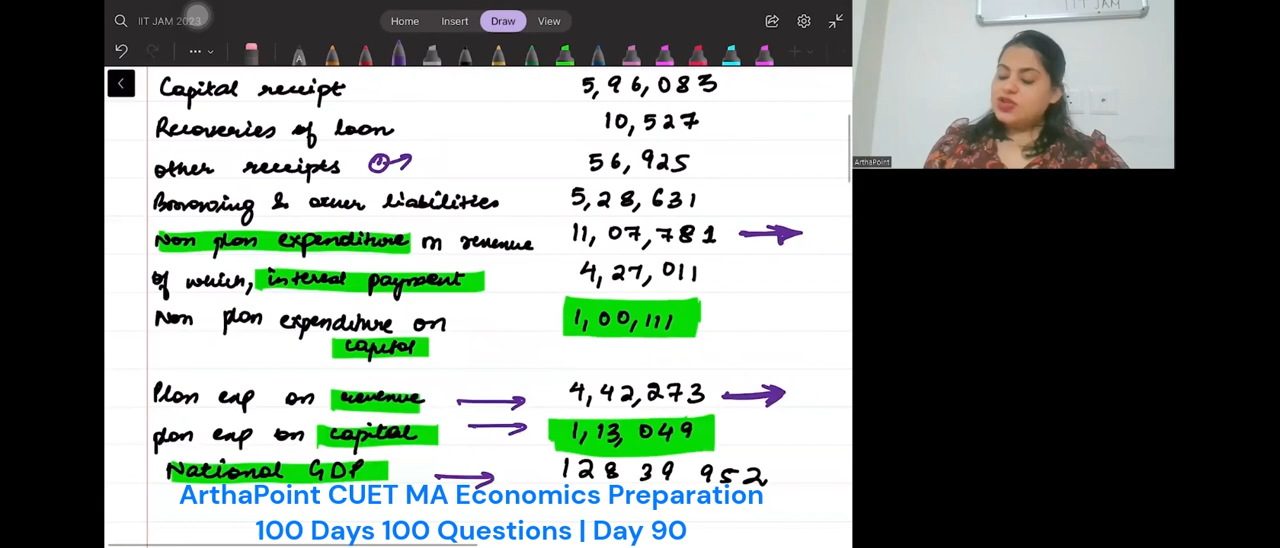 IIT JAM 2023
Home Insert Draw View
IIT JAM
Capital receipt 5,96,083
Recoveries of loan 10,527
other receipts 56,925
Borrowing & other liabilities 5,28,631
Non plan expenditure on revenue 11,07,781
of which, interest payment 4,27,011
Non plan expenditure on 1,00,111
capital
Plan exp on revenue 4,42,273
plan exp on capital 1,13,049
National GDP 128 39 952
ArthaPoint
ArthaPoint CUET MA Economics Preparation
100 Days 100 Questions | Day 90